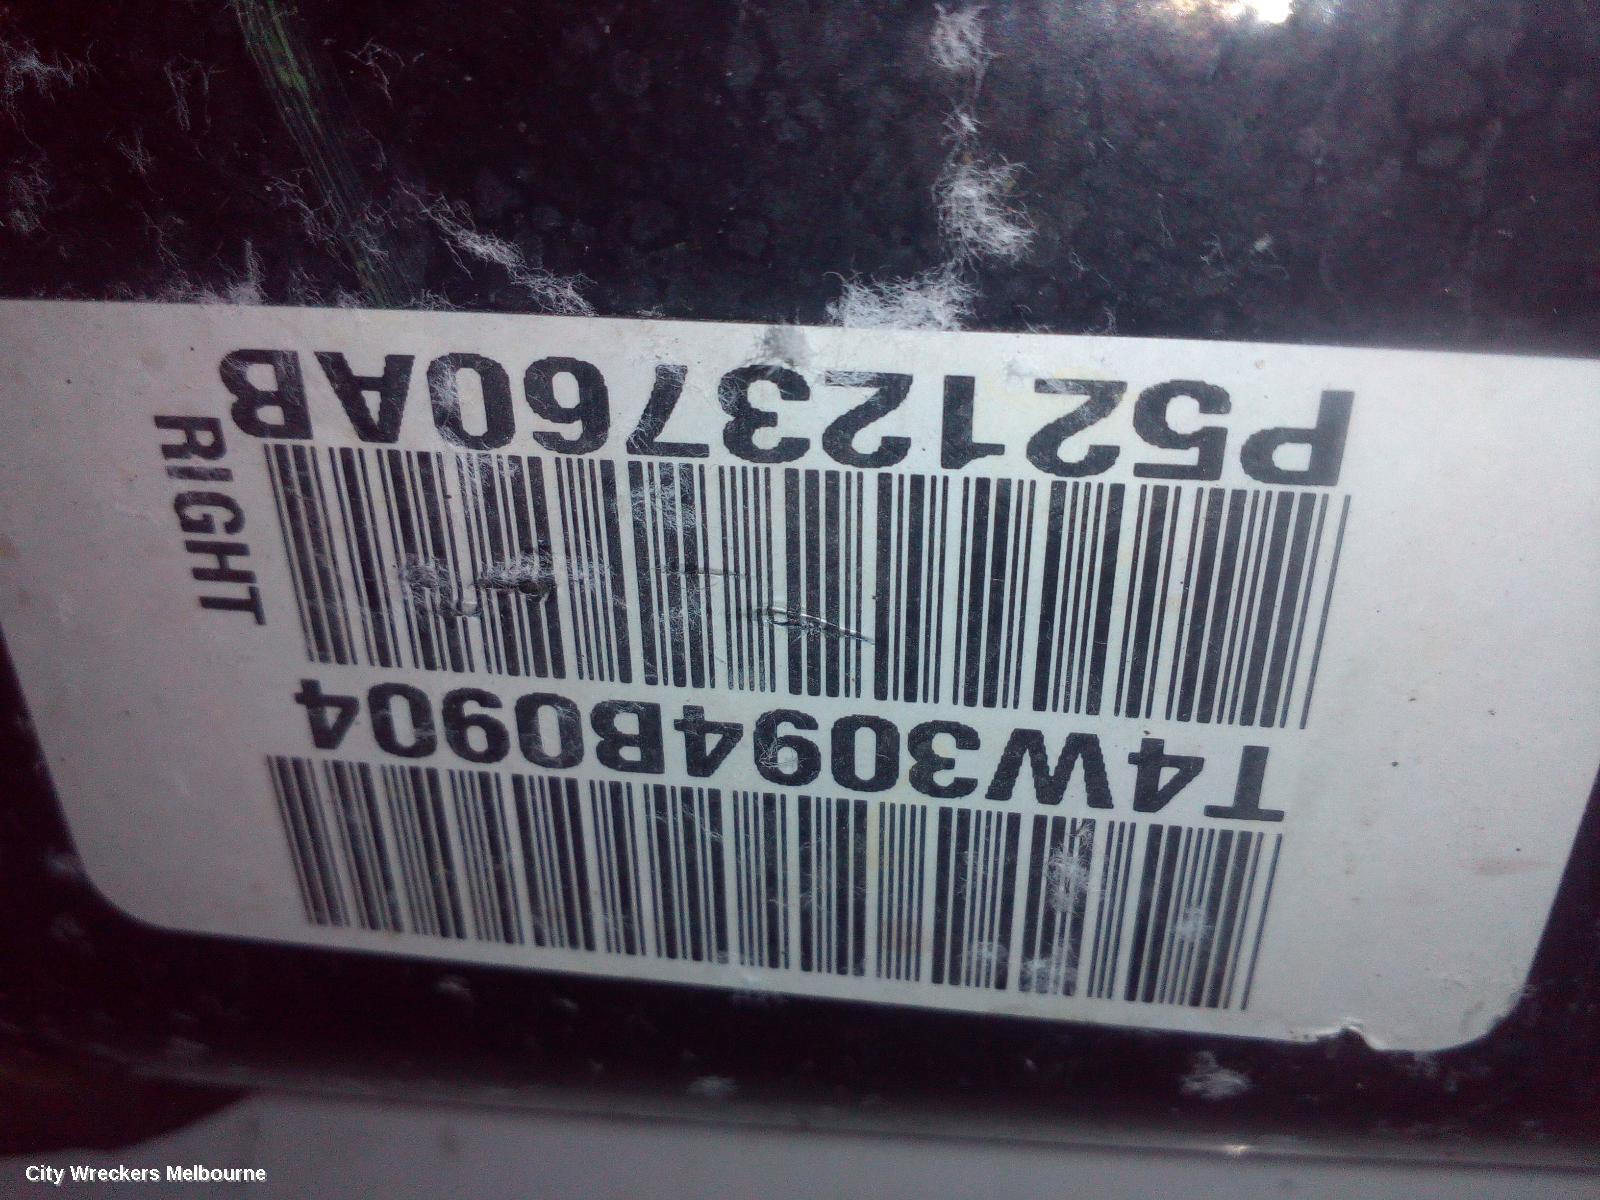 T4W3094B0904
P52123760AB
RIGHT
City Wreckers Melbourne